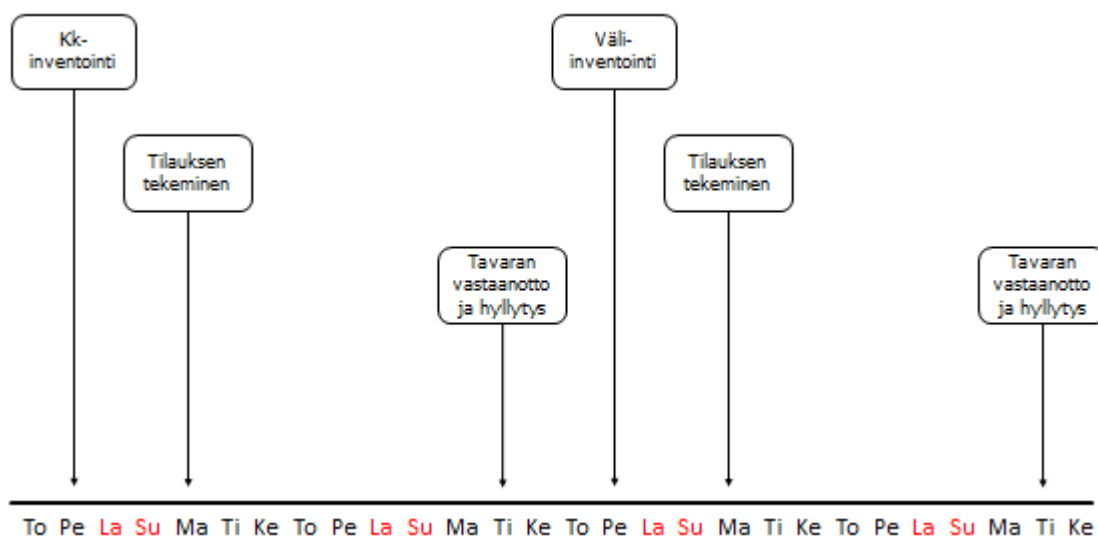 Kk-
inventointi
Väli-
inventointi
Tilauksen
tekeminen
Tilauksen
tekeminen
Tavaran
vastaanotto
ja hyllytys
Tavaran
vastaanotto
ja hyllytys
To Pe La Su Ma Ti Ke To Pe La Su Ma Ti Ke To Pe La Su Ma Ti Ke To Pe La Su Ma Ti Ke